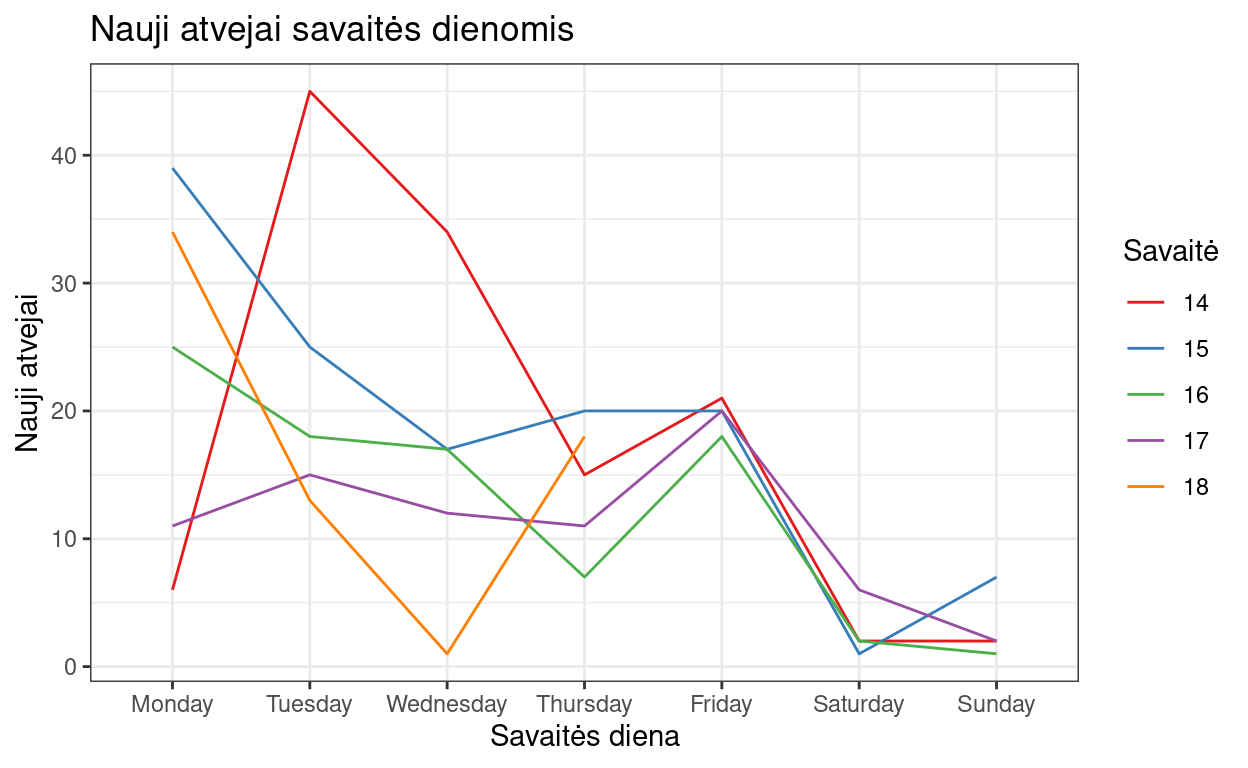 Nauji atvejai savaitės dienomis
Nauji atvejai
40
30
20
10
0
Monday Tuesday Wednesday Thursday Friday Saturday Sunday
Savaitės diena
Savaitė
14
15
16
17
18